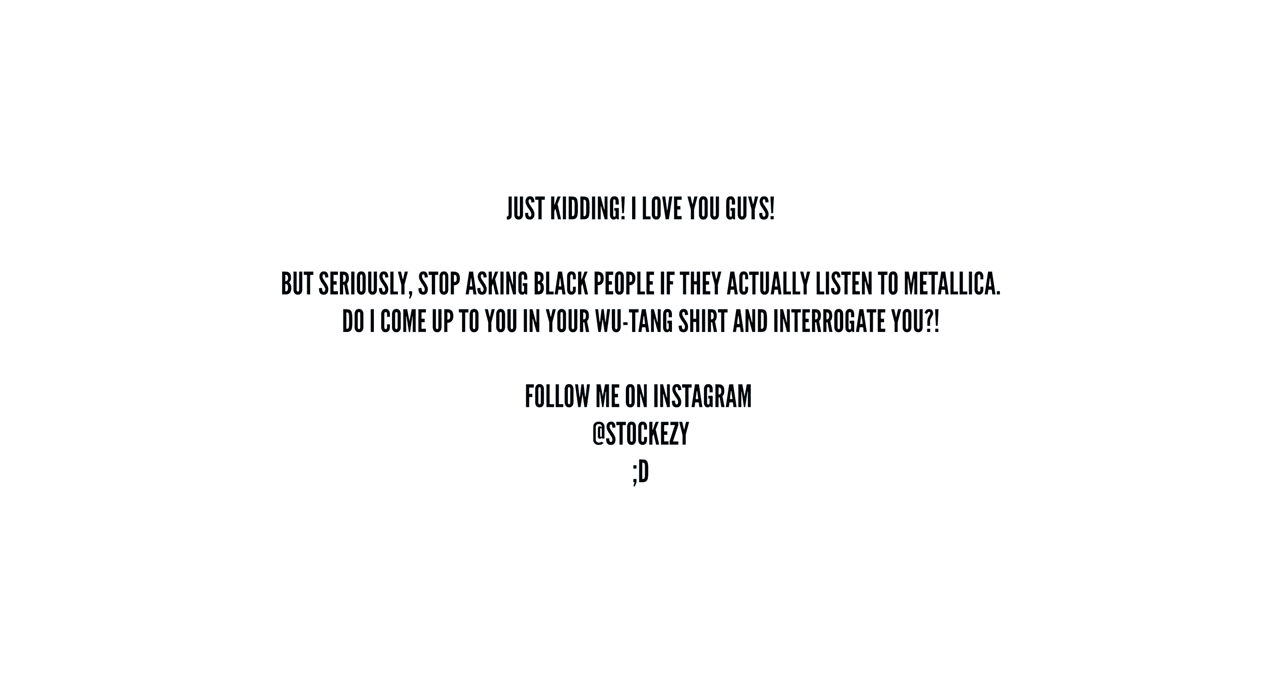 JUST KIDDING! I LOVE YOU GUYS!
BUT SERIOUSLY, STOP ASKING BLACK PEOPLE IF THEY ACTUALLY LISTEN TO METALLICA.
DO I COME UP TO YOU IN YOUR WU-TANG SHIRT AND INTERROGATE YOU?!
FOLLOW ME ON INSTAGRAM
@STOCKEZY
;D